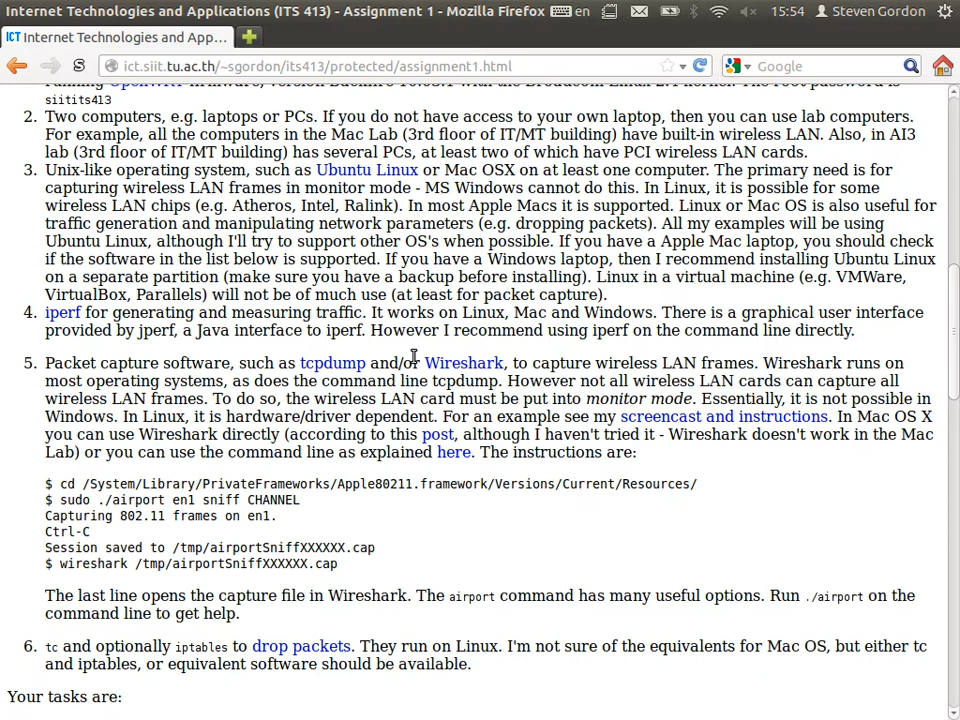 Internet Technologies and Applications (ITS 413) - Assignment 1 - Mozilla Firefox en 15:54 Steven Gordon
ICT Internet Technologies and App...
S ict.siit.tu.ac.th/~sgordon/its413/protected/assignment1.html Google
siitits413
2. Two computers, e.g. laptops or PCs. If you do not have access to your own laptop, then you can use lab computers.
For example, all the computers in the Mac Lab (3rd floor of IT/MT building) have built-in wireless LAN. Also, in AI3
lab (3rd floor of IT/MT building) has several PCs, at least two of which have PCI wireless LAN cards.
3. Unix-like operating system, such as Ubuntu Linux or Mac OSX on at least one computer. The primary need is for
capturing wireless LAN frames in monitor mode - MS Windows cannot do this. In Linux, it is possible for some
wireless LAN chips (e.g. Atheros, Intel, Ralink). In most Apple Macs it is supported. Linux or Mac OS is also useful for
traffic generation and manipulating network parameters (e.g. dropping packets). All my examples will be using
Ubuntu Linux, although I'll try to support other OS's when possible. If you have a Apple Mac laptop, you should check
if the software in the list below is supported. If you have a Windows laptop, then I recommend installing Ubuntu Linux
on a separate partition (make sure you have a backup before installing). Linux in a virtual machine (e.g. VMWare,
VirtualBox, Parallels) will not be of much use (at least for packet capture).
4. iperf for generating and measuring traffic. It works on Linux, Mac and Windows. There is a graphical user interface
provided by jperf, a Java interface to iperf. However I recommend using iperf on the command line directly.
5. Packet capture software, such as tcpdump and/or Wireshark, to capture wireless LAN frames. Wireshark runs on
most operating systems, as does the command line tcpdump. However not all wireless LAN cards can capture all
wireless LAN frames. To do so, the wireless LAN card must be put into monitor mode. Essentially, it is not possible in
Windows. In Linux, it is hardware/driver dependent. For an example see my screencast and instructions. In Mac OS X
you can use Wireshark directly (according to this post, although I haven't tried it - Wireshark doesn't work in the Mac
Lab) or you can use the command line as explained here. The instructions are:
$ cd /System/Library/PrivateFrameworks/Apple80211.framework/Versions/Current/Resources/
$ sudo ./airport en1 sniff CHANNEL
Capturing 802.11 frames on en1.
Ctrl-C
Session saved to /tmp/airportSniffXXXXXX.cap
$ wireshark /tmp/airportSniffXXXXXX.cap
The last line opens the capture file in Wireshark. The airport command has many useful options. Run ./airport on the
command line to get help.
6. tc and optionally iptables to drop packets. They run on Linux. I'm not sure of the equivalents for Mac OS, but either tc
and iptables, or equivalent software should be available.
Your tasks are: